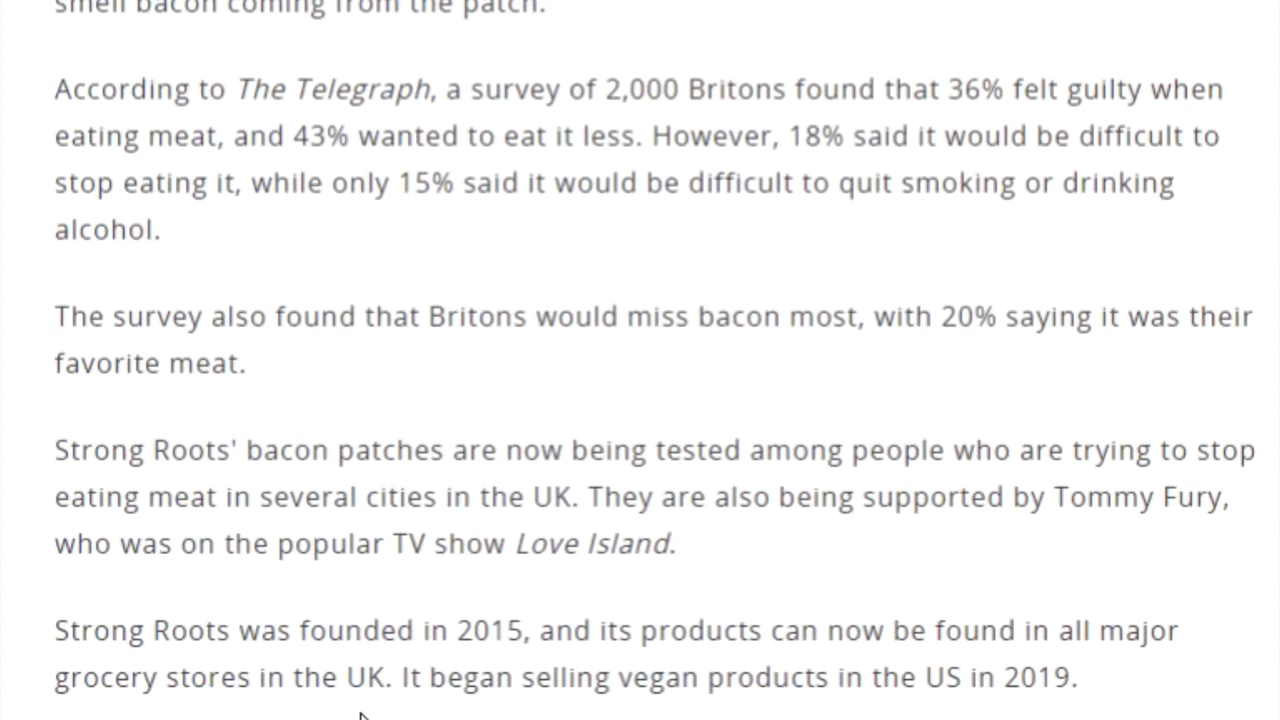 smell bacon coming from the patch.
According to The Telegraph, a survey of 2,000 Britons found that 36% felt guilty when
eating meat, and 43% wanted to eat it less. However, 18% said it would be difficult to
stop eating it, while only 15% said it would be difficult to quit smoking or drinking
alcohol.
The survey also found that Britons would miss bacon most, with 20% saying it was their
favorite meat.
Strong Roots' bacon patches are now being tested among people who are trying to stop
eating meat in several cities in the UK. They are also being supported by Tommy Fury,
who was on the popular TV show Love Island.
Strong Roots was founded in 2015, and its products can now be found in all major
grocery stores in the UK. It began selling vegan products in the US in 2019.